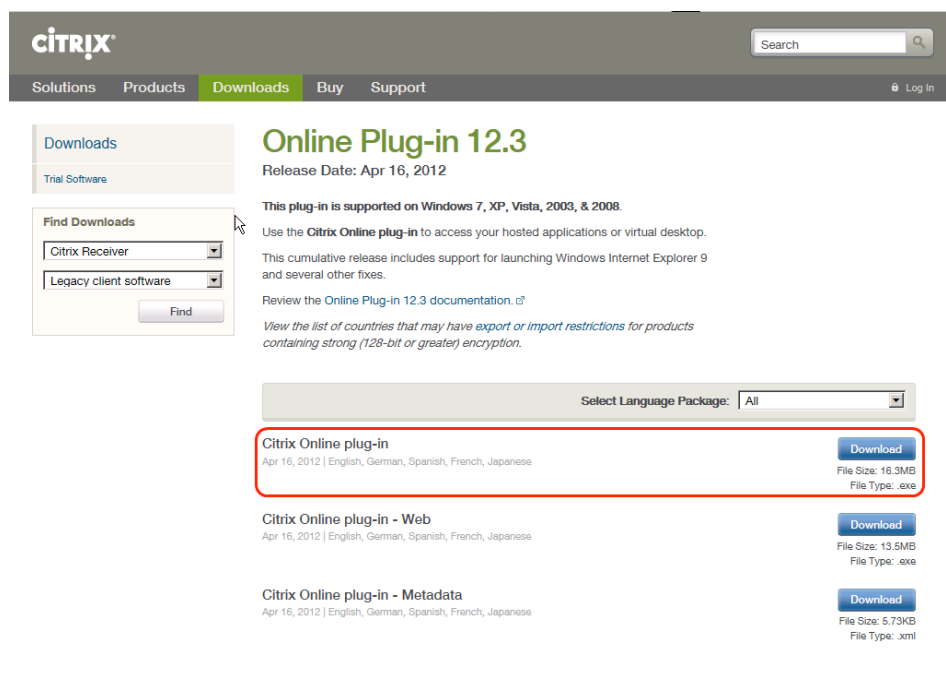 CİTRIX®
Search
Solutions Products Downloads Buy Support Log In
Downloads
Trial Software
Find Downloads
Citrix Receiver
Legacy client software
Find
Online Plug-in 12.3
Release Date: Apr 16, 2012
This plug-in is supported on Windows 7, XP, Vista, 2003, & 2008.
Use the Citrix Online plug-in to access your hosted applications or virtual desktop.
This cumulative release includes support for launching Windows Internet Explorer 9
and several other fixes.
Review the Online Plug-in 12.3 documentation.
View the list of countries that may have export or import restrictions for products
containing strong (128-bit or greater) encryption.
Select Language Package: All
Citrix Online plug-in
Apr 16, 2012 | English, German, Spanish, French, Japanese
Download
File Size: 16.3MB
File Type: .exe
Citrix Online plug-in - Web
Apr 16, 2012 | English, German, Spanish, French, Japanese
Download
File Size: 13.5MB
File Type: .exe
Citrix Online plug-in - Metadata
Apr 16, 2012 | English, German, Spanish, French, Japanese
Download
File Size: 5.73KB
File Type: .xml